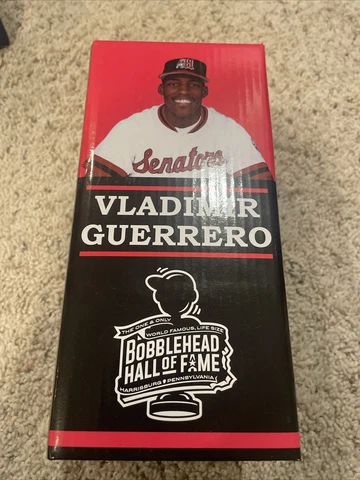 Senators
VLADIMIR
GUERRERO
THE ONE & ONLY
WORLD FAMOUS, LIFE SIZE
BOBBLEHEAD
HALL OF FAME
HARRISBURG PENNSYLVANIA